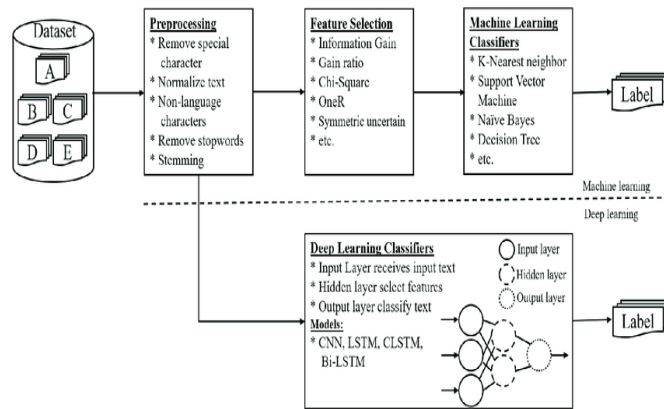 Dataset
A
B
C
D
E
Preprocessing
* Remove special
character
* Normalize text
* Non-language
characters
* Remove stopwords
* Stemming
Feature Selection
* Information Gain
* Gain ratio
* Chi-Square
* OneR
* Symmetric uncertain
* etc.
Machine Learning
Classifiers
* K-Nearest neighbor
* Support Vector
Machine
* Naïve Bayes
* Decision Tree
* etc.
Label
Machine learning
Deep learning
Deep Learning Classifiers
* Input Layer receives input text
* Hidden layer select features
* Output layer classify text
Models:
* CNN, LSTM, CLSTM,
Bi-LSTM
Input layer
Hidden layer
Output layer
Label